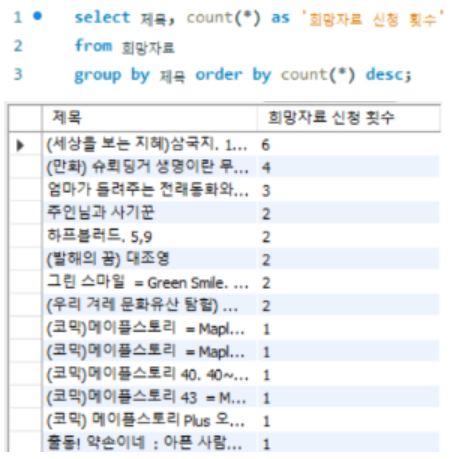 1 select 제목, count(*) as '희망자료 신청 횟수'
2 from 희망자료
3 group by 제목 order by count(*) desc;
제목 희망자료 신청 횟수
(세상을 보는 지혜)삼국지. 1... 6
(만화) 슈뢰딩거 생명이란 무... 4
엄마가 들려주는 전래동화와... 3
주인님과 사기꾼 2
하프블러드. 5,9 2
(발해의 꿈) 대조영 2
그린 스마일 = Green Smile. ... 2
(우리 겨레 문화유산 탐험) ... 2
(코믹)메이플스토리 = Mapl... 1
(코믹)메이플스토리 = Mapl... 1
(코믹)메이플스토리 40. 40~... 1
(코믹)메이플스토리 43 = M... 1
(코믹) 메이플스토리 Plus 오... 1
출동! 약손이네 : 아픈 사람... 1